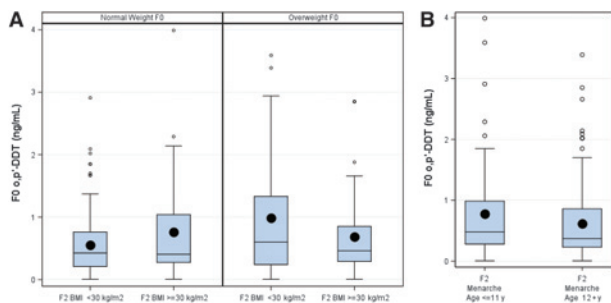 A
Normal Weight F0
Overweight F0
F0 o,p'-DDT (ng/mL)
4
3
2
1
0
F2 BMI <30 kg/m2
F2 BMI >=30 kg/m2
F2 BMI <30 kg/m2
F2 BMI >=30 kg/m2
B
F0 o,p'-DDT (ng/mL)
4
3
2
1
0
F2
Menarche
Age <=11 y
F2
Menarche
Age 12+y